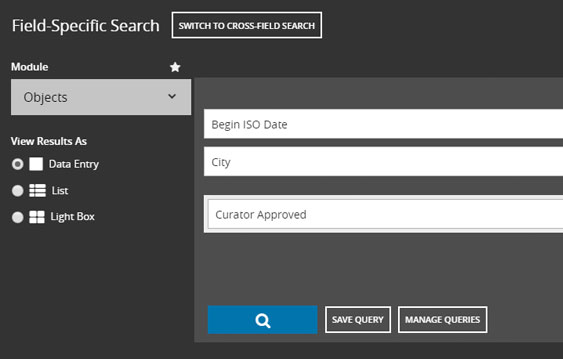 Field-Specific Search
SWITCH TO CROSS-FIELD SEARCH
Module
Objects
View Results As
Data Entry
List
Light Box
Begin ISO Date
City
Curator Approved
SAVE QUERY
MANAGE QUERIES